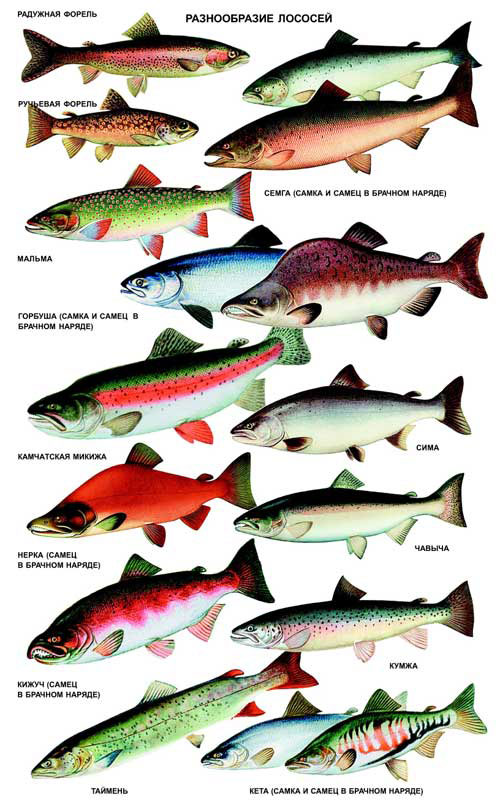 РАЗНООБРАЗИЕ ЛОСОСЕЙ
РАДУЖНАЯ ФОРЕЛЬ
РУЧЬЕВАЯ ФОРЕЛЬ
СЕМГА (САМКА И САМЕЦ В БРАЧНОМ НАРЯДЕ)
МАЛЬМА
ГОРБУША (САМКА И САМЕЦ В
БРАЧНОМ НАРЯДЕ)
КАМЧАТСКАЯ МИКИЖА
СИМА
НЕРКА (САМЕЦ
В БРАЧНОМ НАРЯДЕ)
ЧАВЫЧА
КИЖУЧ (САМЕЦ
В БРАЧНОМ НАРЯДЕ)
КУМЖА
ТАЙМЕНЬ
КЕТА (САМКА И САМЕЦ В БРАЧНОМ НАРЯДЕ)